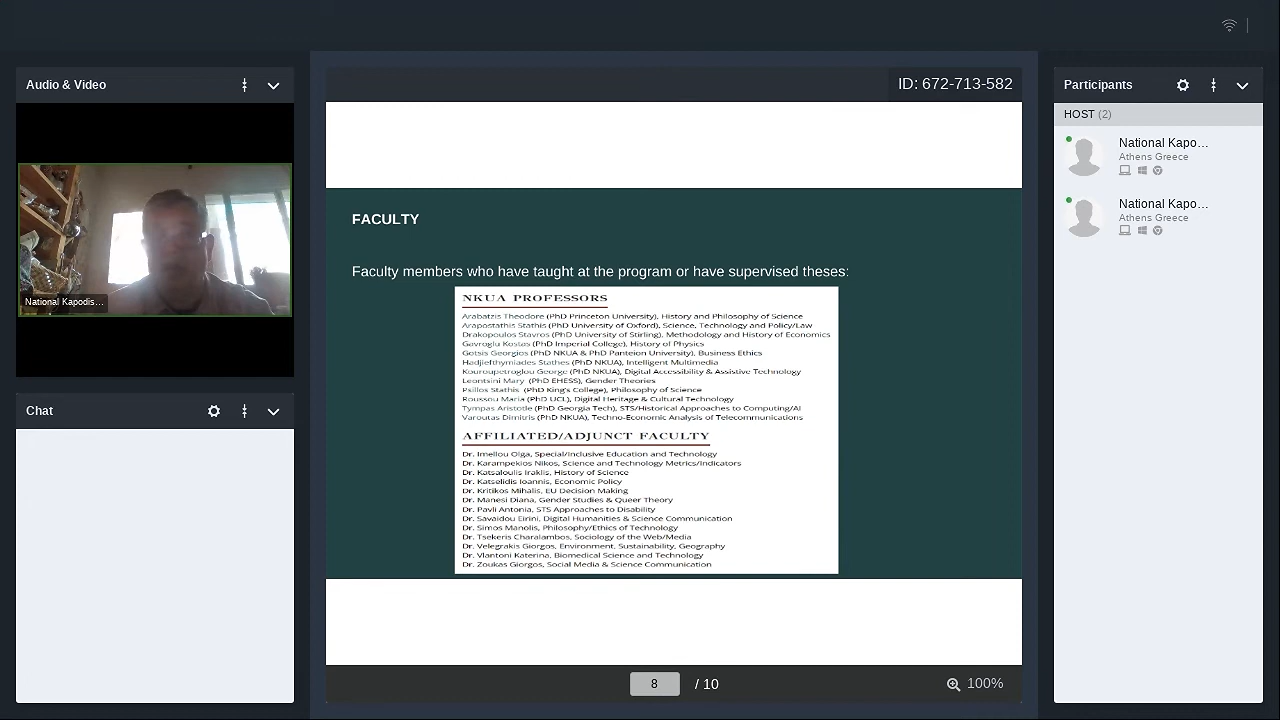 Audio & Video
National Kapodis...
Chat
ID: 672-713-582
FACULTY
Faculty members who have taught at the program or have supervised theses:
NKUA PROFESSORS
Arabatzis Theodore (PhD Princeton University), History and Philosophy of Science
Arapostathis Stathis (PhD University of Oxford), Science, Technology and Policy/Law
Drakopoulos Stavros (PhD University of Stirling), Methodology and History of Economics
Gavroglu Kostas (PhD Imperial College), History of Physics
Gotsis Georgios (PhD NKUA & PhD Panteion University), Business Ethics
Hadjiefthymiades Stathes (PhD NKUA), Intelligent Multimedia
Kouroupetroglou George (PhD NKUA), Digital Accessibility & Assistive Technology
Leontsini Mary (PhD EHESS), Gender Theories
Psillos Stathis (PhD King's College), Philosophy of Science
Roussou Maria (PhD UCL), Digital Heritage & Cultural Technology
Tympas Aristotle (PhD Georgia Tech), STS/Historical Approaches to Computing/AI
Varoutas Dimitris (PhD NKUA), Techno-Economic Analysis of Telecommunications
AFFILIATED/ADJUNCT FACULTY
Dr. Imellou Olga, Special/Inclusive Education and Technology
Dr. Karampekios Nikos, Science and Technology Metrics/Indicators
Dr. Katsaloulis Iraklis, History of Science
Dr. Katselidis Ioannis, Economic Policy
Dr. Kritikos Mihalis, EU Decision Making
Dr. Manesi Diana, Gender Studies & Queer Theory
Dr. Pavli Antonia, STS Approaches to Disability
Dr. Savaidou Eirini, Digital Humanities & Science Communication
Dr. Simos Manolis, Philosophy/Ethics of Technology
Dr. Tsekeris Charalambos, Sociology of the Web/Media
Dr. Velegrakis Giorgos, Environment, Sustainability, Geography
Dr. Vlantoni Katerina, Biomedical Science and Technology
Dr. Zoukas Giorgos, Social Media & Science Communication
8 / 10
100%
Participants
HOST (2)
National Kapo...
Athens Greece
National Kapo...
Athens Greece